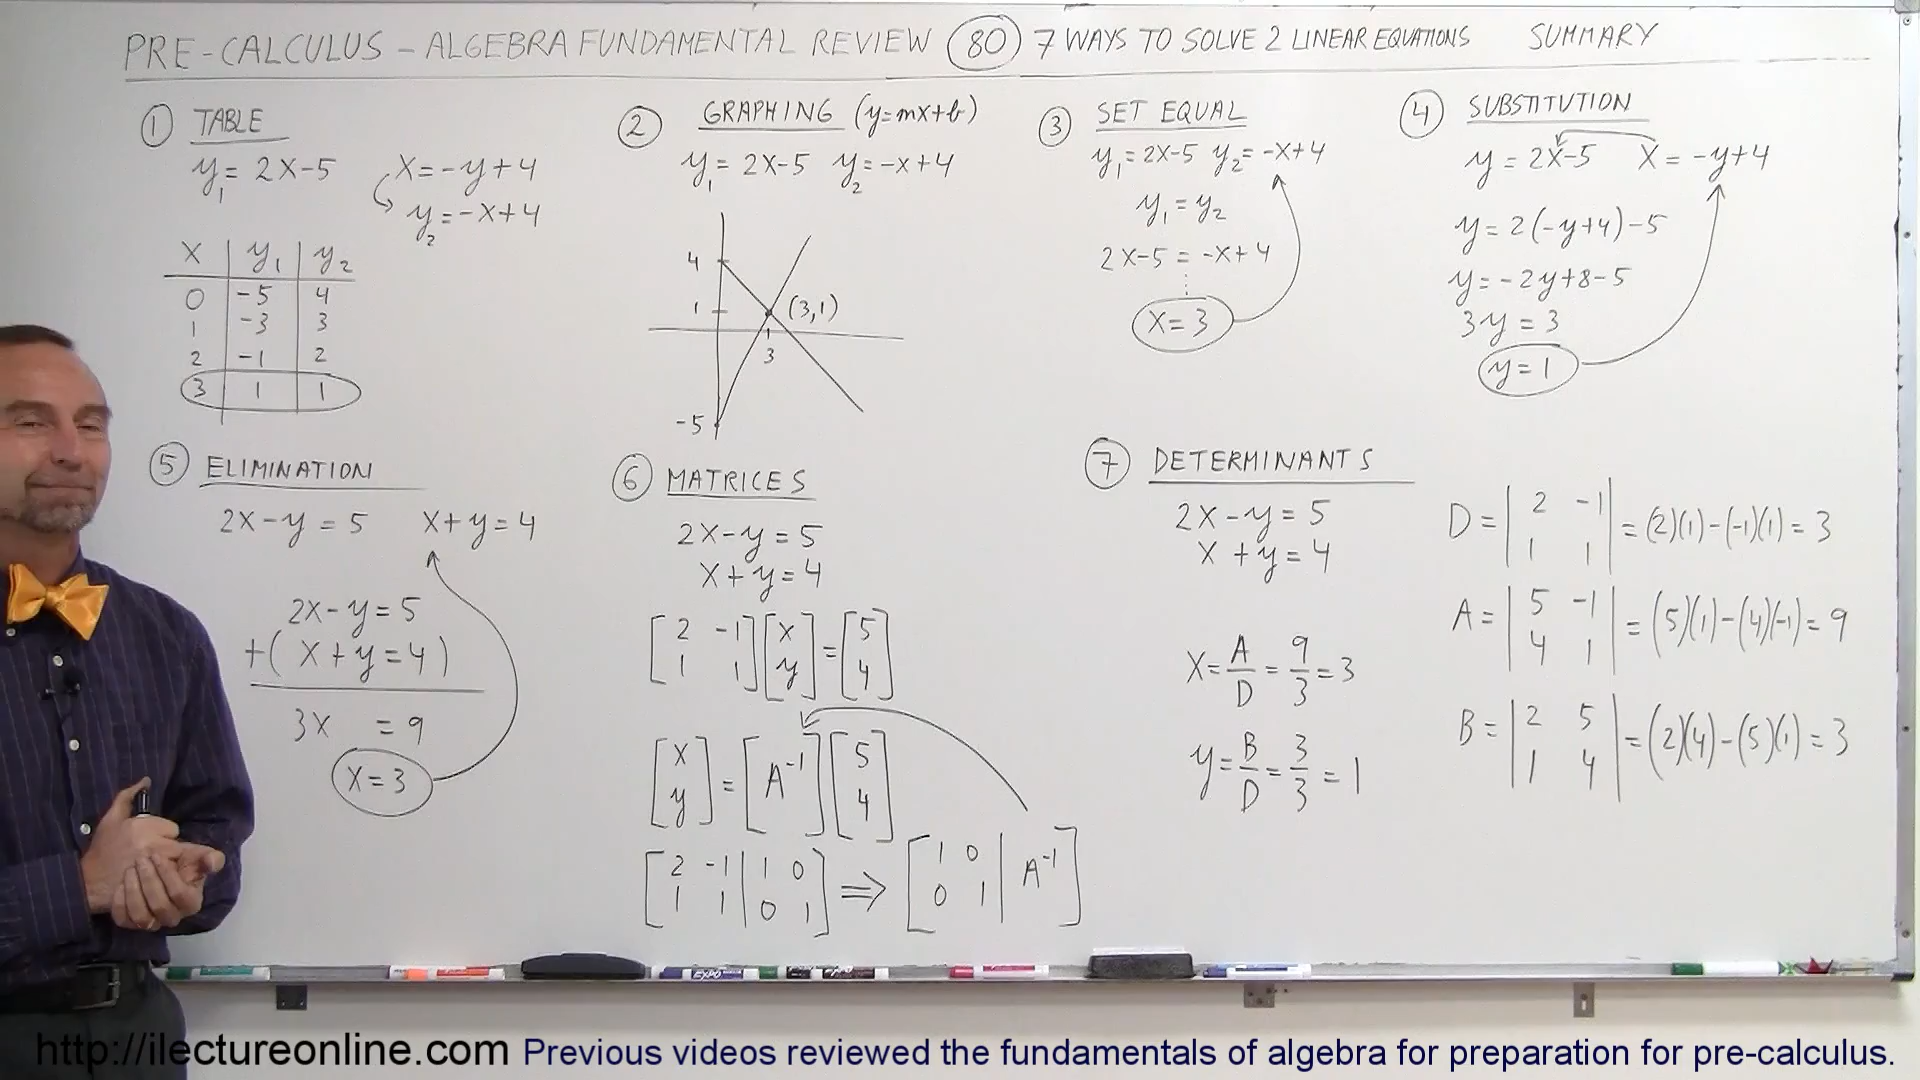 PRE-CALCULUS – ALGEBRA FUNDAMENTAL REVIEW 80 7 WAYS TO SOLVE 2 LINEAR EQUATIONS SUMMARY
① TABLE
y₁ = 2x-5 x = -y+4
y₂ = -x+4
x | y₁ | y₂
0 | -5 | 4
1 | -3 | 3
2 | -1 | 2
3 | 1 | 1
② GRAPHING (y=mx+b)
y₁ = 2x-5 y₂ = -x+4
4
1 (3,1)
3
-5
③ SET EQUAL
y₁ = 2x-5 y₂ = -x+4
y₁ = y₂
2x-5 = -x+4
x = 3
④ SUBSTITUTION
y = 2x-5 x = -y+4
y = 2(-y+4)-5
y = -2y+8-5
3y = 3
y = 1
⑤ ELIMINATION
2x-y = 5 x+y = 4
2x-y = 5
+( x+y = 4 )
3x = 9
x = 3
⑥ MATRICES
2x-y = 5
x+y = 4
[2 -1] [x] = [5]
[1 1] [y] [4]
[x] = [A⁻¹] [5]
[y] [4]
[2 -1 | 1 0] ⇒ [1 0 | A⁻¹]
[1 1 | 0 1] [0 1 | ]
⑦ DETERMINANTS
2x-y = 5
x+y = 4
x = A/D = 9/3 = 3
y = B/D = 3/3 = 1
D = |2 -1| = (2)(1)-(-1)(1) = 3
|1 1|
A = |5 -1| = (5)(1)-(4)(-1) = 9
|4 1|
B = |2 5| = (2)(4)-(5)(1) = 3
|1 4|
EXPO
EXPO
http://ilectureonline.com Previous videos reviewed the fundamentals of algebra for preparation for pre-calculus.